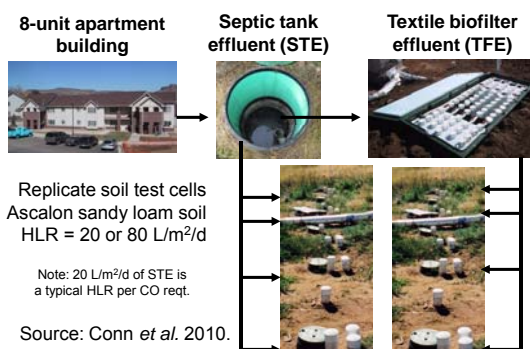 8-unit apartment
building
Septic tank
effluent (STE)
Textile biofilter
effluent (TFE)
Replicate soil test cells
Ascalon sandy loam soil
HLR = 20 or 80 L/m²/d
Note: 20 L/m²/d of STE is
a typical HLR per CO reqt.
Source: Conn et al. 2010.